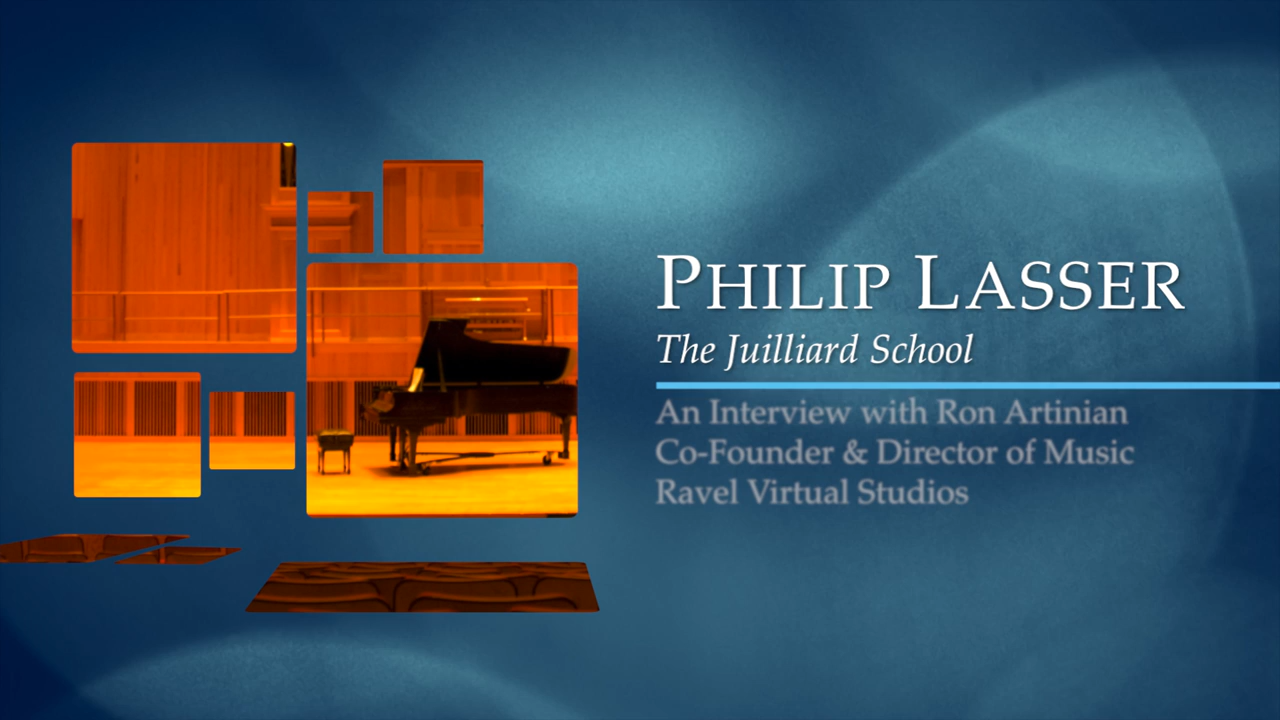 PHILIP LASSER
The Juilliard School
An Interview with Ron Artinian
Co-Founder & Director of Music
Ravel Virtual Studios